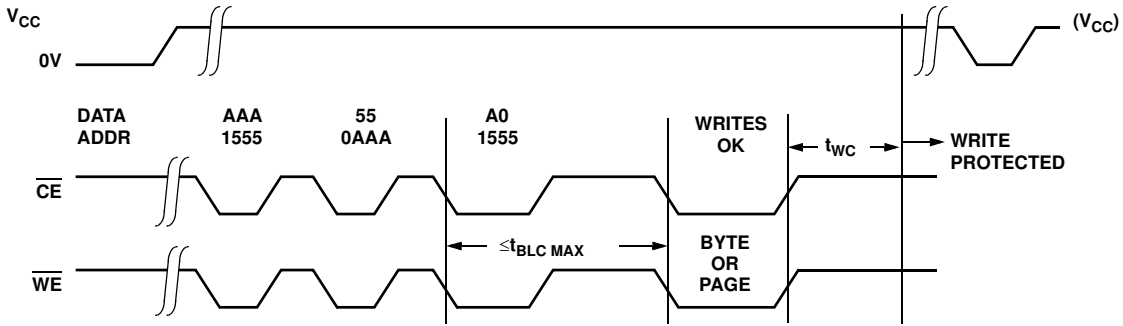 VCC
(VCC)
0V
DATA AAA 55 A0 WRITES
ADDR 1555 0AAA 1555 OK
tWC
WRITE
PROTECTED
CE
≤tBLC MAX
BYTE
OR
PAGE
WE